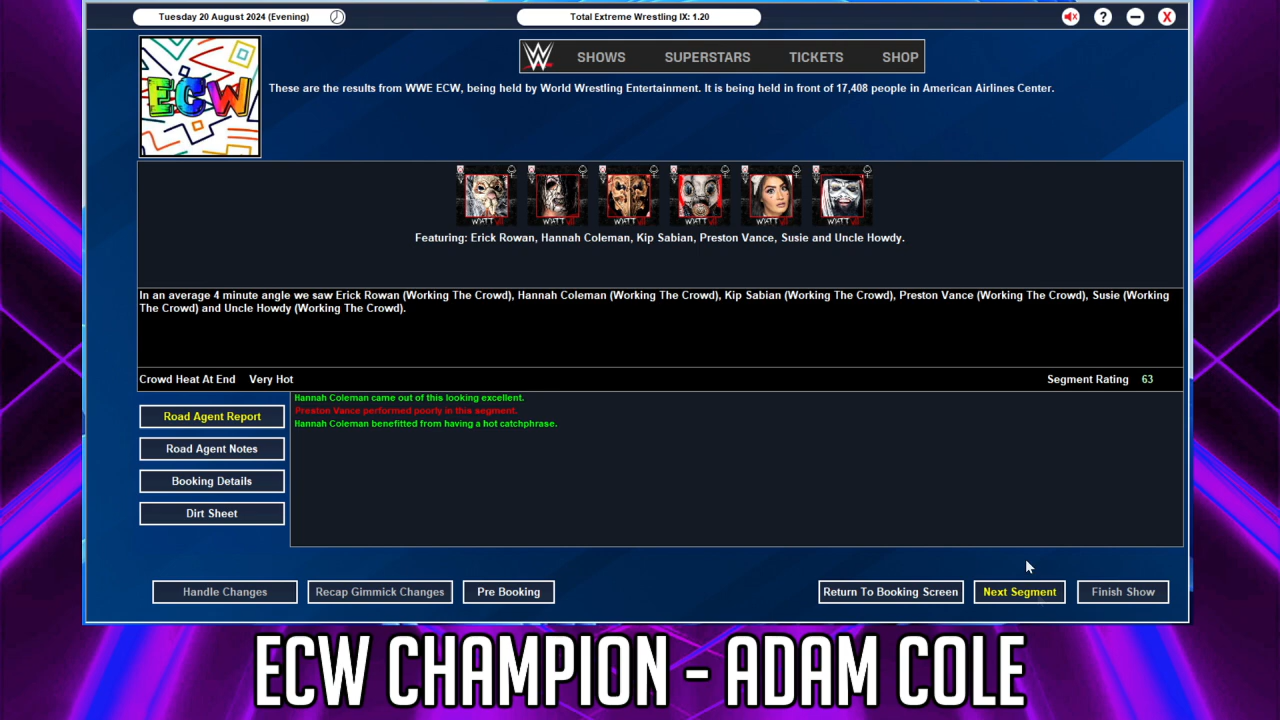 Tuesday 20 August 2024 (Evening)
Total Extreme Wrestling IX: 1.20
X
?
ECW
W
SHOWS
SUPERSTARS
TICKETS
SHOP
These are the results from WWE ECW, being held by World Wrestling Entertainment. It is being held in front of 17,408 people in American Airlines Center.
Featuring: Erick Rowan, Hannah Coleman, Kip Sabian, Preston Vance, Susie and Uncle Howdy.
In an average 4 minute angle we saw Erick Rowan (Working The Crowd), Hannah Coleman (Working The Crowd), Kip Sabian (Working The Crowd), Preston Vance (Working The Crowd), Susie (Working
The Crowd) and Uncle Howdy (Working The Crowd).
Crowd Heat At End Very Hot
Segment Rating 63
Road Agent Report
Road Agent Notes
Booking Details
Dirt Sheet
Hannah Coleman came out of this looking excellent.
Preston Vance performed poorly in this segment.
Hannah Coleman benefitted from having a hot catchphrase.
Handle Changes
Recap Gimmick Changes
Pre Booking
Return To Booking Screen
Next Segment
Finish Show
ECW CHAMPION - ADAM COLE